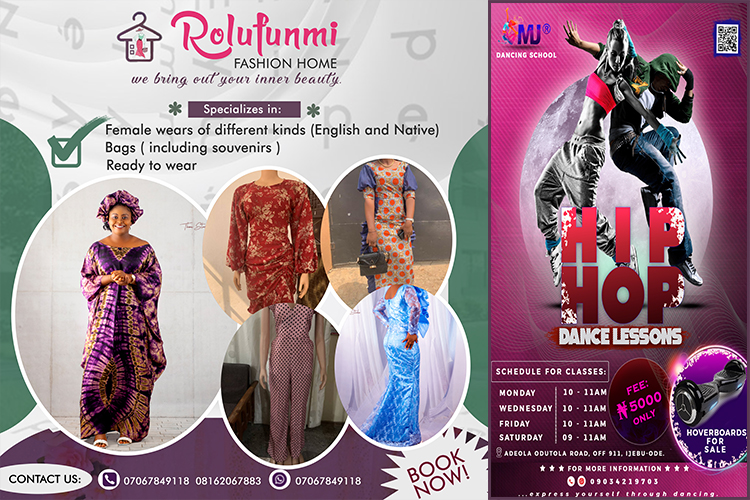 Rolufunmi
FASHION HOME
we bring out your inner beauty.
Specializes in:
Female wears of different kinds (English and Native)
Bags ( including souvenirs )
Ready to wear
BOOK
NOW!
CONTACT US: 07067849118 08162067883 07067849118
MJ®
DANCING SCHOOL
HIP
HOP
DANCE LESSONS
SCHEDULE FOR CLASSES:
MONDAY 10 - 11AM
WEDNESDAY 10 - 11AM
FRIDAY 10 - 11AM
SATURDAY 09 - 11AM
FEE:
₦5000
ONLY
HOVERBOARDS
FOR
SALE
ADEOLA ODUTOLA ROAD, OFF 911, IJEBU-ODE.
FOR MORE INFORMATION
09034219703
...express yourself through dancing.